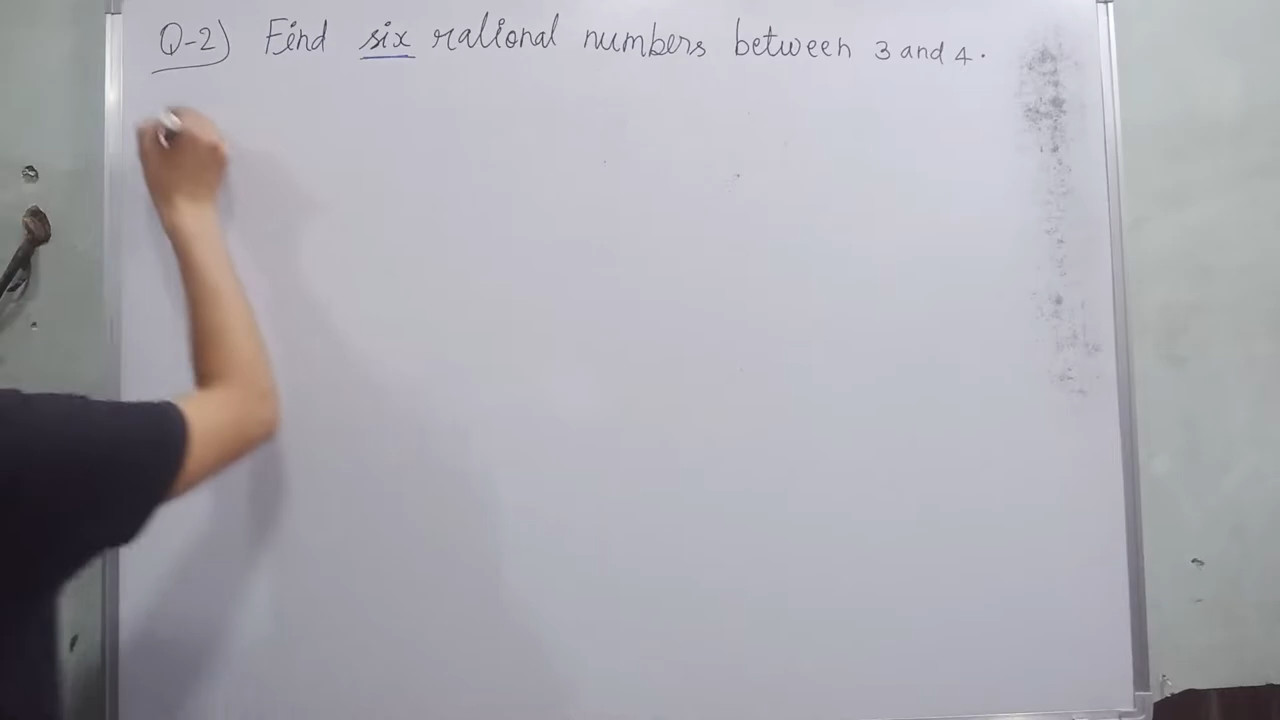 Q-2) Find six rational numbers between 3 and 4.